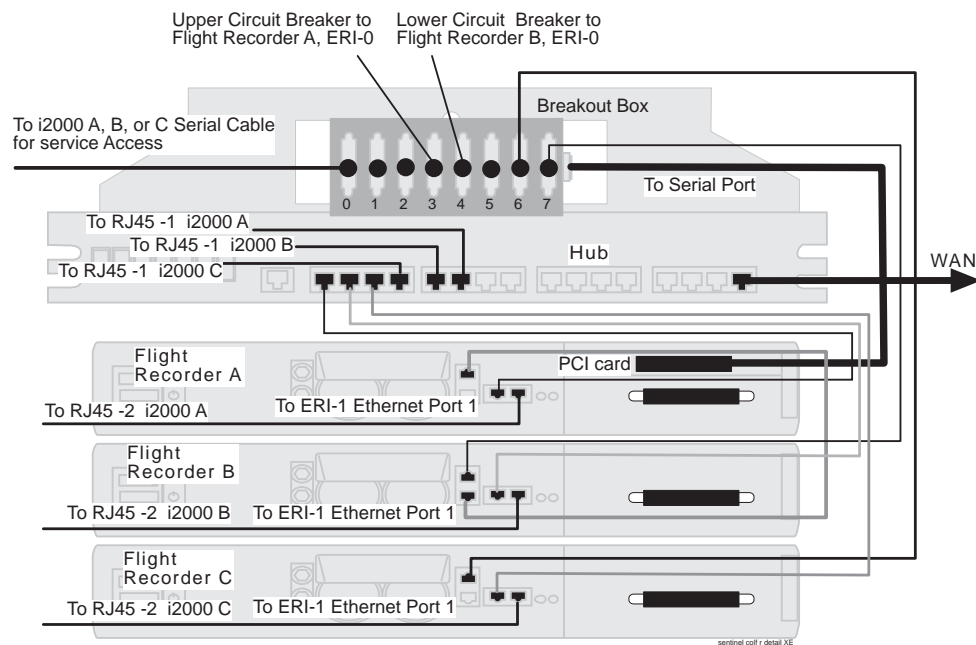 Upper Circuit Breaker to
Flight Recorder A, ERI-0
Lower Circuit Breaker to
Flight Recorder B, ERI-0
Breakout Box
To i2000 A, B, or C Serial Cable
for service Access
To Serial Port
0 1 2 3 4 5 6 7
To RJ45 -1 i2000 A
To RJ45 -1 i2000 B
To RJ45 -1 i2000 C
Hub
WAN
Flight
Recorder A
PCI card
To RJ45 -2 i2000 A
To ERI-1 Ethernet Port 1
Flight
Recorder B
To RJ45 -2 i2000 B
To ERI-1 Ethernet Port 1
Flight
Recorder C
To RJ45 -2 i2000 C
To ERI-1 Ethernet Port 1
sentinel colf r detail XE